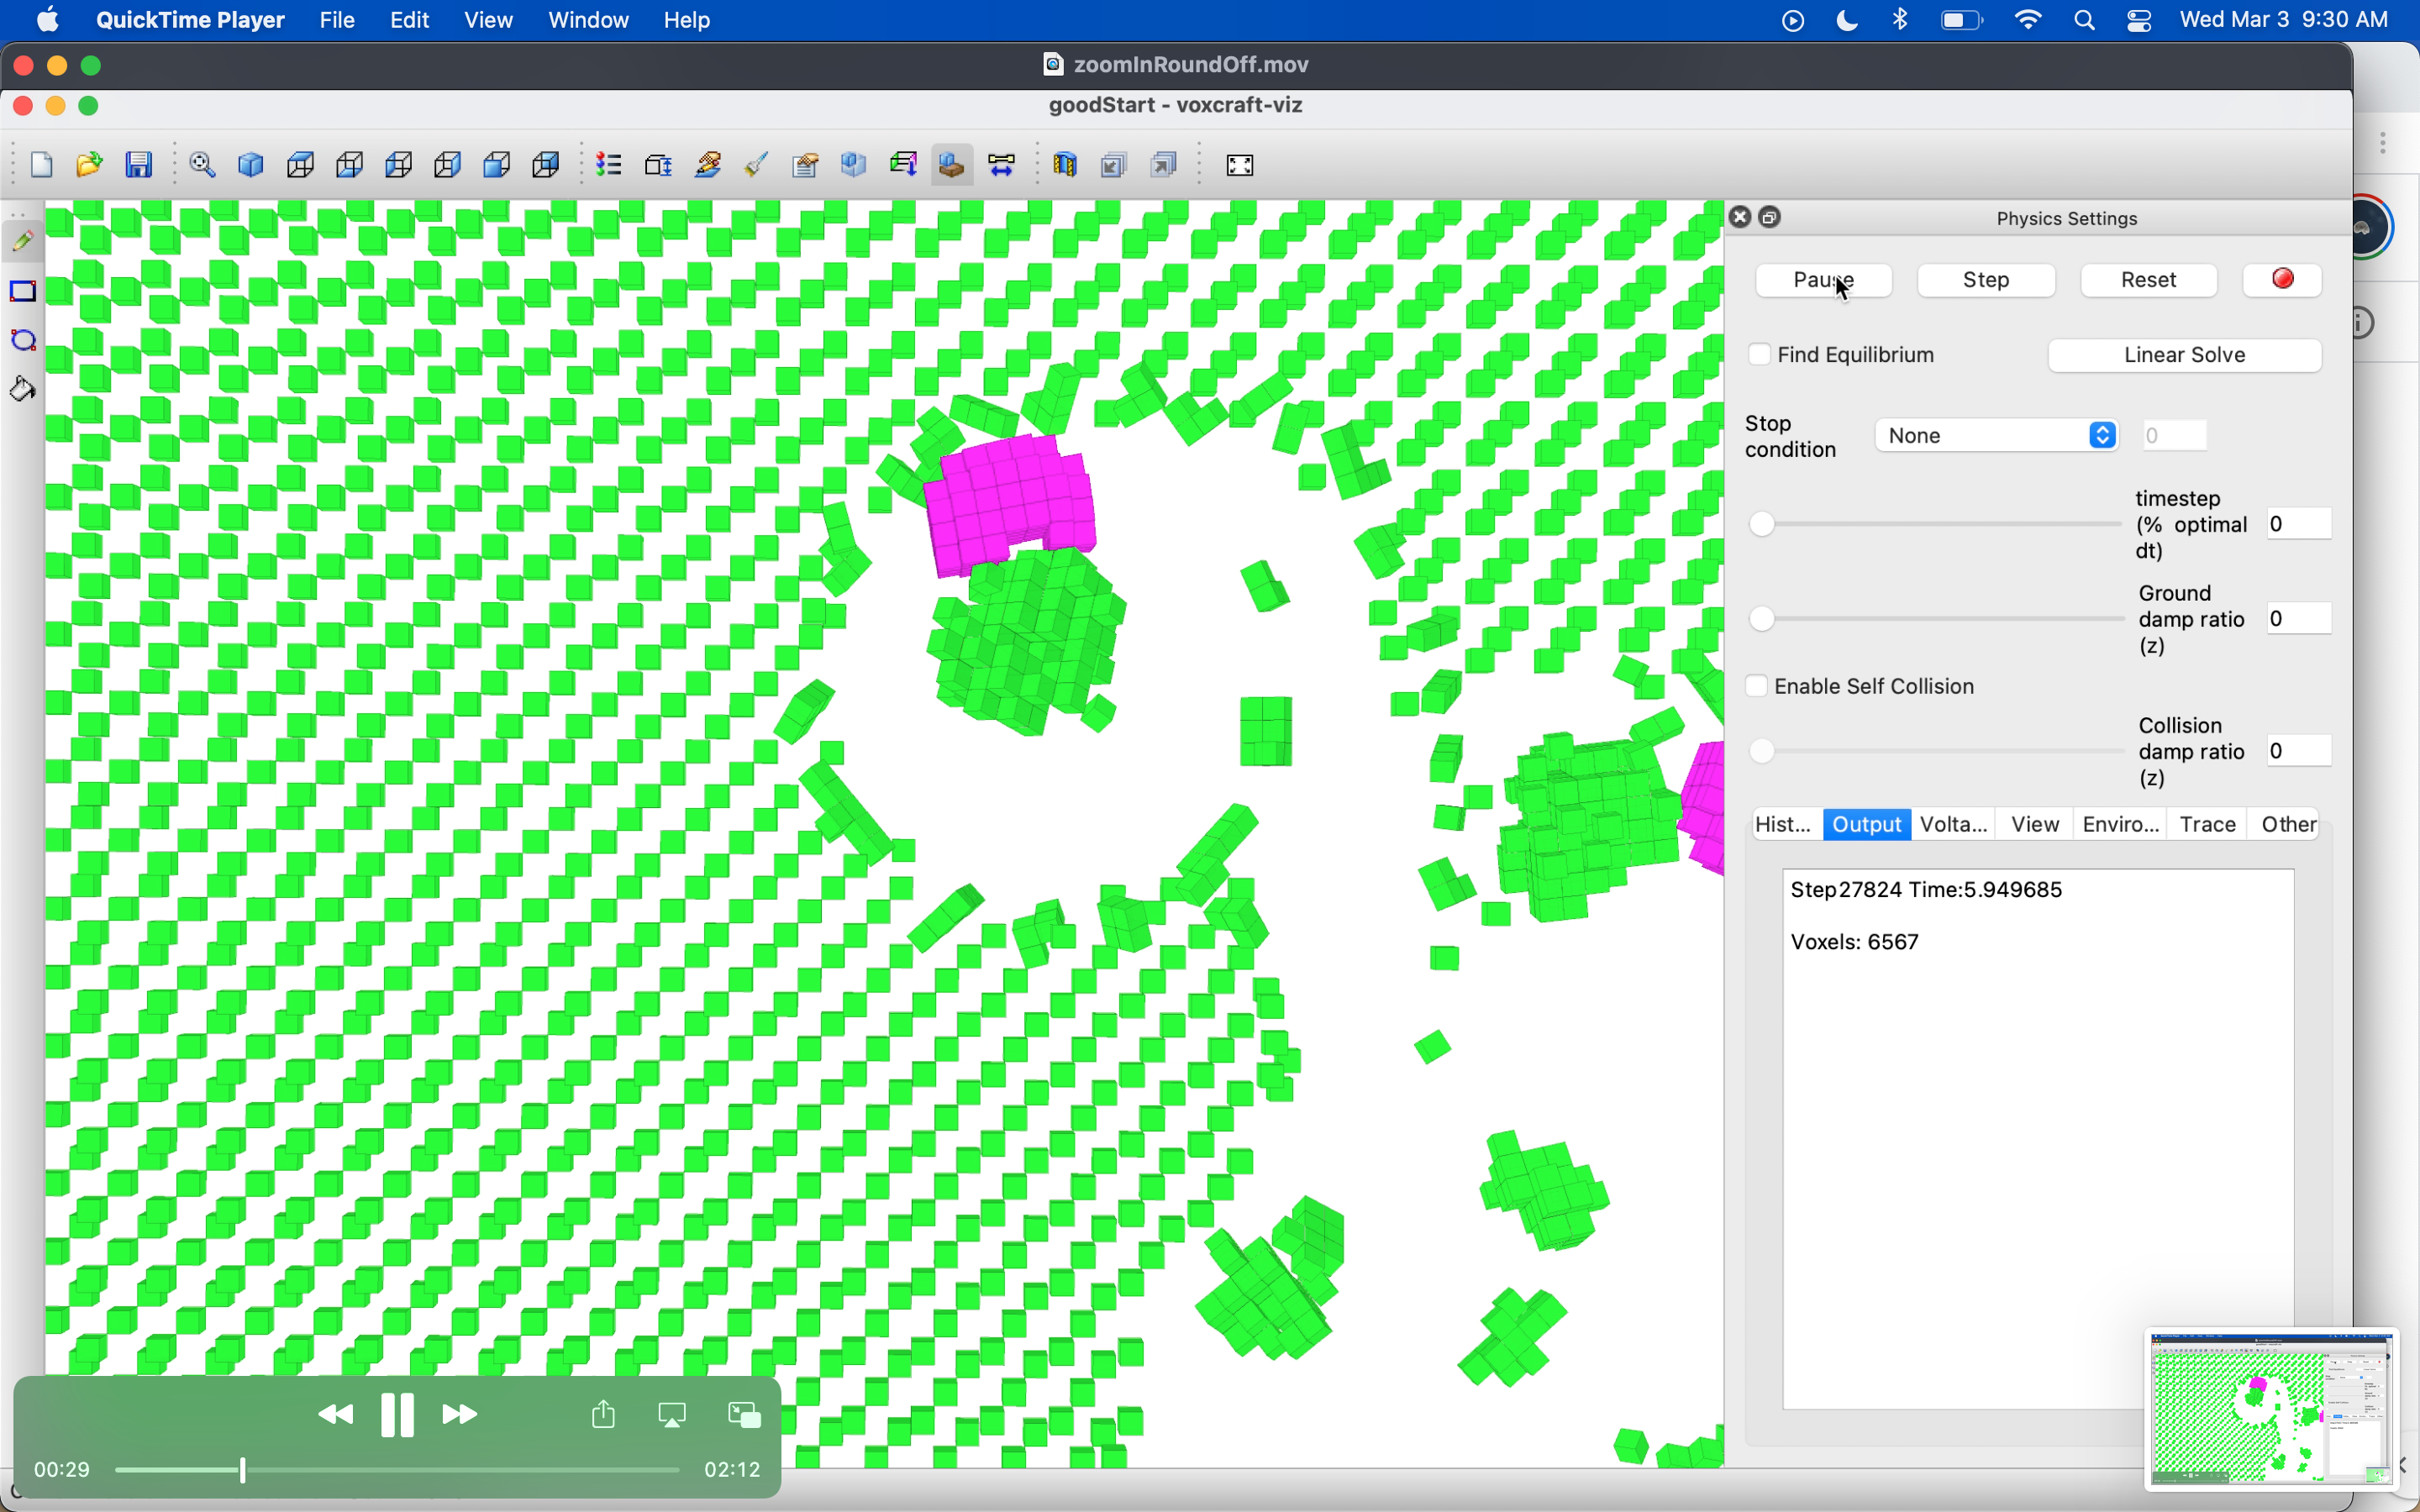 QuickTime Player File Edit View Window Help Wed Mar 3 9:30 AM
zoomInRoundOff.mov
goodStart - voxcraft-viz
Physics Settings
Pause Step Reset
Find Equilibrium Linear Solve
Stop
condition
None
0
timestep
(% optimal
dt)
0
Ground
damp ratio
(z)
0
Enable Self Collision
Collision
damp ratio
(z)
0
Hist... Output Volta... View Enviro... Trace Other
Step27824 Time:5.949685
Voxels: 6567
00:29 02:12